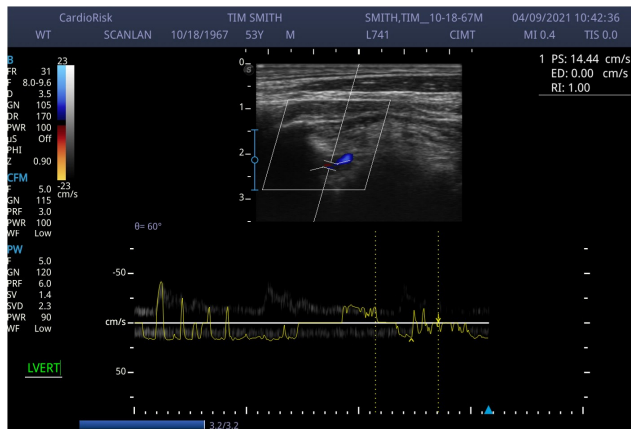 CardioRisk TIM SMITH SMITH,TIM__10-18-67M 04/09/2021 10:42:36
WT SCANLAN 10/18/1967 53Y M L741 CIMT MI 0.4 TIS 0.0
B
FR 31
F 8.0-9.6
D 3.5
GN 105
DR 170
PWR 100
µS Off
PHI
Z 0.90
CFM
F 5.0
GN 115
PRF 3.0
PWR 100
WF Low
PW
F 5.0
GN 120
PRF 6.0
SV 1.4
SVD 2.3
PWR 90
WF Low
LVERT
23
-23
cm/s
0
1
2
3
1 PS: 14.44 cm/s
ED: 0.00 cm/s
RI: 1.00
θ= 60°
-50
cm/s
50
3.2/3.2